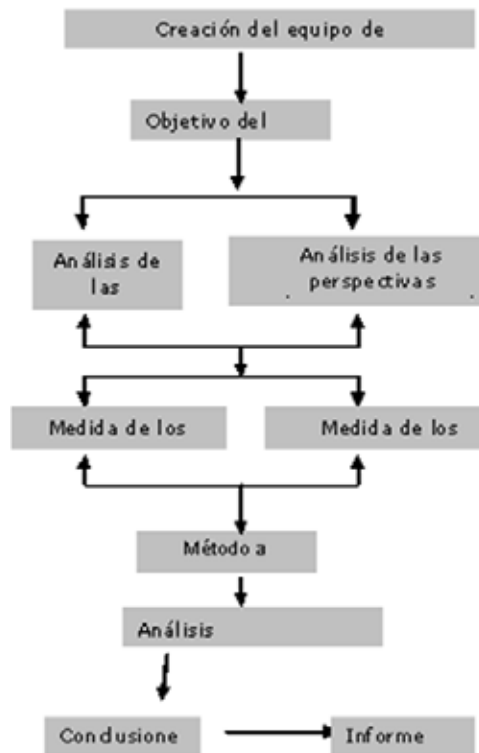 Creación del equipo de
Objetivo del
Análisis de
las
Análisis de las
perspectivas
Medida de los
Medida de los
Método a
Análisis
Conclusione
Informe